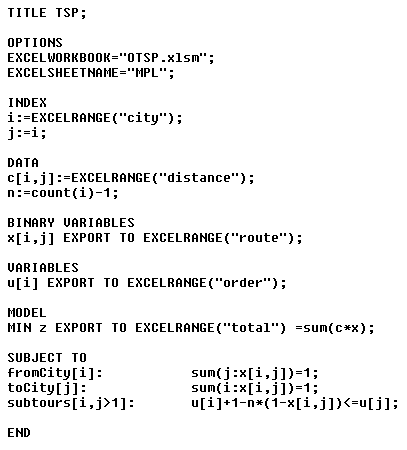 TITLE TSP;
OPTIONS
EXCELWORKBOOK="OTSP.xlsm";
EXCELSHEETNAME="MPL";
INDEX
i:=EXCELRANGE("city");
j:=i;
DATA
c[i,j]:=EXCELRANGE("distance");
n:=count(i)-1;
BINARY VARIABLES
x[i,j] EXPORT TO EXCELRANGE("route");
VARIABLES
u[i] EXPORT TO EXCELRANGE("order");
MODEL
MIN z EXPORT TO EXCELRANGE("total") =sum(c*x);
SUBJECT TO
fromCity[i]: sum(j:x[i,j])=1;
toCity[j]: sum(i:x[i,j])=1;
subtours[i,j>1]: u[i]+1-n*(1-x[i,j])<=u[j];
END